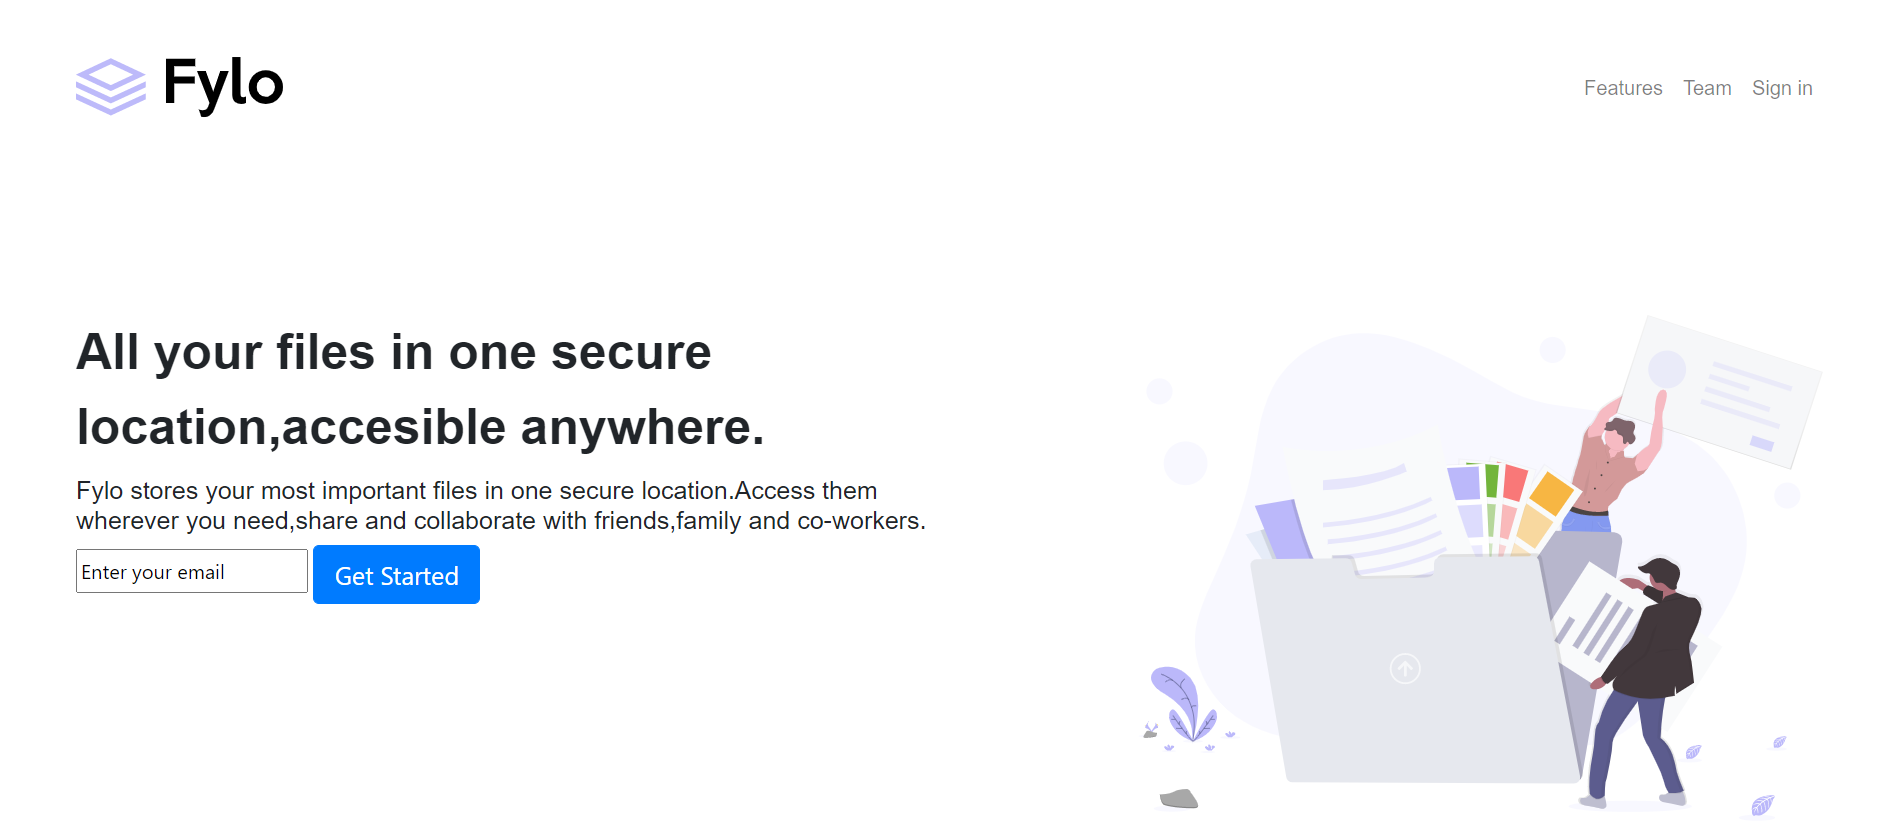 Fylo
Features Team Sign in
All your files in one secure
location,accesible anywhere.
Fylo stores your most important files in one secure location.Access them
wherever you need,share and collaborate with friends,family and co-workers.
Enter your email Get Started